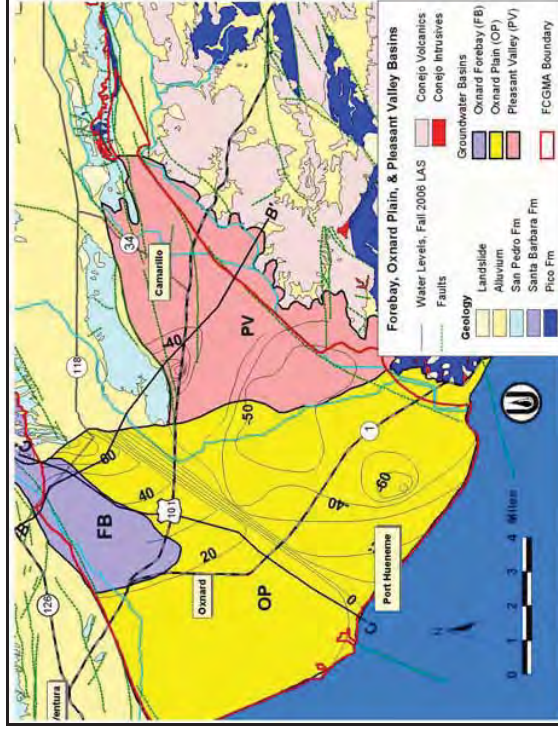 Forebay, Oxnard Plain, & Pleasant Valley Basins
Water Levels, Fall 2006 LAS
Faults
Conejo Volcanics
Conejo Intrusives
Geology
Landslide
Alluvium
San Pedro Fm
Santa Barbara Fm
Pico Fm
Groundwater Basins
Oxnard Forebay (FB)
Oxnard Plain (OP)
Pleasant Valley (PV)
FCGMA Boundary
Ventura
126
B
118
34
Camarillo
B'
FB
80
40
-40
PV
101
20
-50
Oxnard
OP
1
-40
-60
0
Port Hueneme
C'
0 1 2 3 4 Miles
N